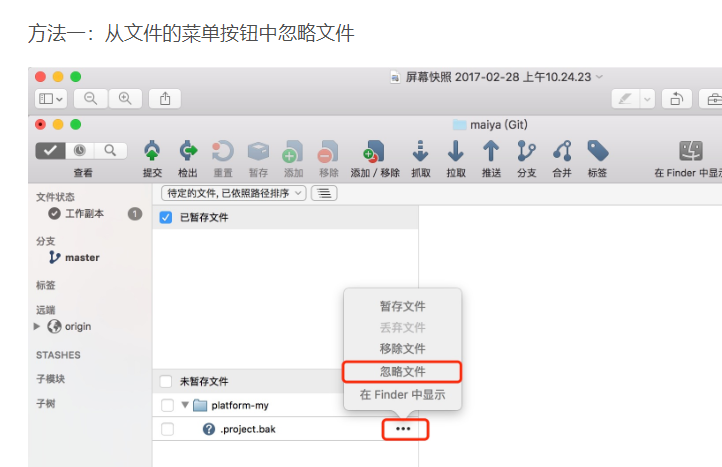 方法一：从文件的菜单按钮中忽略文件
屏幕快照 2017-02-28 上午10.24.23
maiya (Git)
查看 提交 检出 重置 暂存 添加 移除 添加 / 移除 抓取 拉取 推送 分支 合并 标签 在 Finder 中显示
文件状态
工作副本 1
分支
master
标签
远端
origin
STASHES
子模块
子树
待定的文件, 已依照路径排序
已暂存文件
未暂存文件
platform-my
.project.bak
暂存文件
丢弃文件
移除文件
忽略文件
在 Finder 中显示